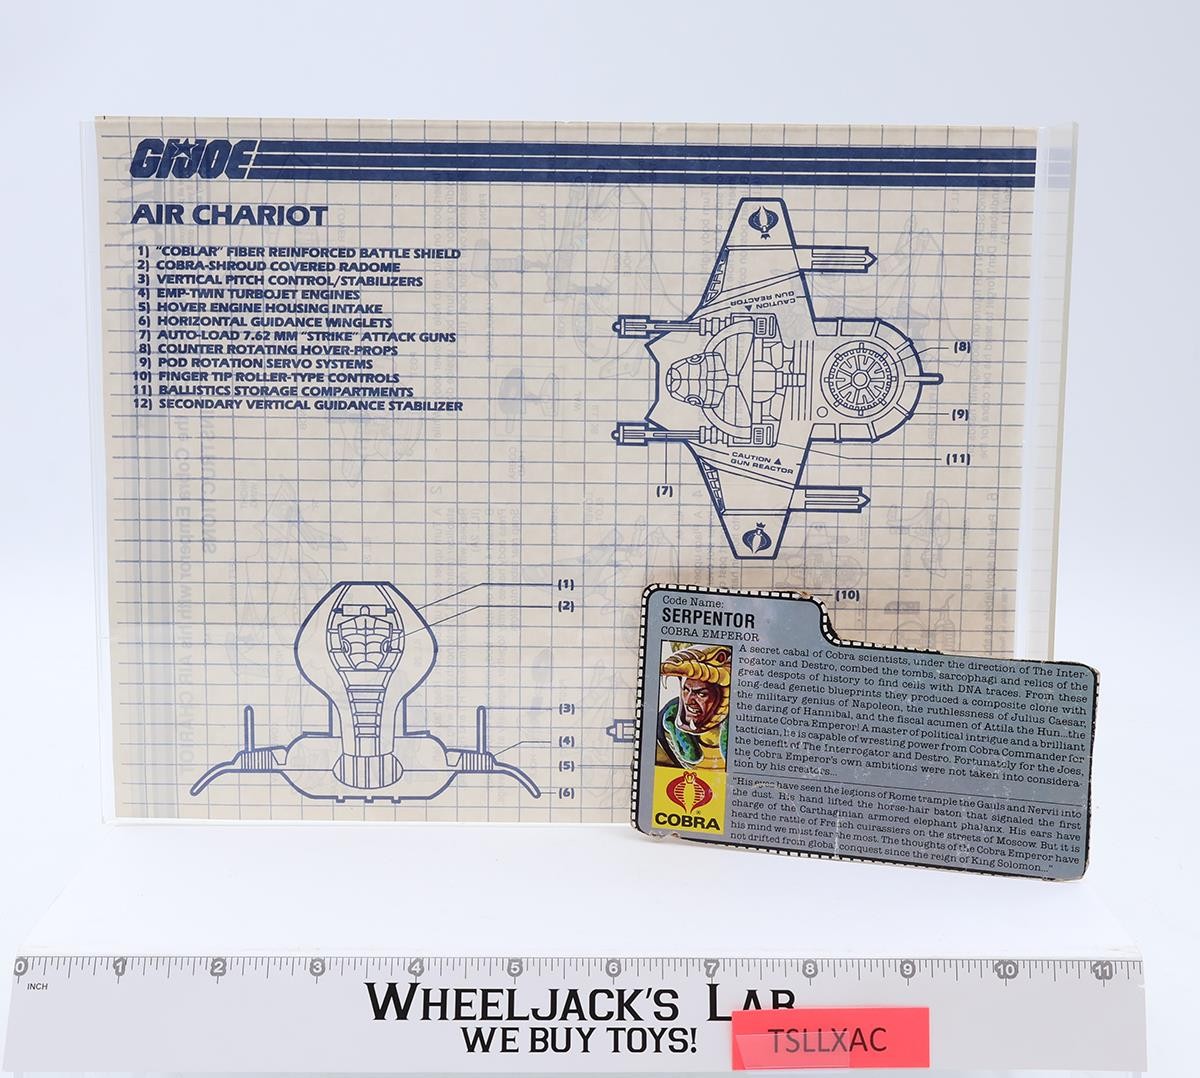 GI JOE
AIR CHARIOT
1) "COBLAR" FIBER REINFORCED BATTLE SHIELD
2) COBRA-SHROUD COVERED RADOME
3) VERTICAL PITCH CONTROL/STABILIZERS
4) EMP-TWIN TURBOJET ENGINES
5) HOVER ENGINE HOUSING INTAKE
6) HORIZONTAL GUIDANCE WINGLETS
7) AUTO-LOAD 7.62 MM "STRIKE" ATTACK GUNS
8) COUNTER ROTATING HOVER-PROPS
9) POD ROTATION SERVO SYSTEMS
10) FINGER TIP ROLLER-TYPE CONTROLS
11) BALLISTICS STORAGE COMPARTMENTS
12) SECONDARY VERTICAL GUIDANCE STABILIZER
CAUTION
GUN REACTOR
(8)
(9)
CAUTION
GUN REACTOR
(11)
(7)
(10)
(1)
(2)
(3)
(4)
(5)
(6)
Code Name:
SERPENTOR
COBRA EMPEROR
A secret cabal of Cobra scientists, under the direction of The Inter
rogator and Destro, combed the tombs, sarcophagi and relics of the
great despots of history to find cells with DNA traces. From these
long-dead genetic blueprints they produced a composite clone with
the military genius of Napoleon, the ruthlessness of Julius Caesar,
the daring of Hannibal, and the fiscal acumen of Attila the Hun...the
ultimate Cobra Emperor! A master of political intrigue and a brilliant
tactician, he is capable of wresting power from Cobra Commander for
the benefit of The Interrogator and Destro. Fortunately for the Joes,
the Cobra Emperor's own ambitions were not taken into considera-
tion by his creators...
"His eyes have seen the legions of Rome trample the Gauls and Nervii into
the dust. His hand lifted the horse-hair baton that signaled the first
charge of the Carthaginian armored elephant phalanx. His ears have
heard the rattle of French cuirassiers on the streets of Moscow. But it is
his mind we must fear the most. The thoughts of the Cobra Emperor have
not drifted from global conquest since the reign of King Solomon..."
COBRA
0 1 2 3 4 5 6 7 8 9 10 11
INCH
WHEELJACK'S LAB
WE BUY TOYS!
TSLLXAC